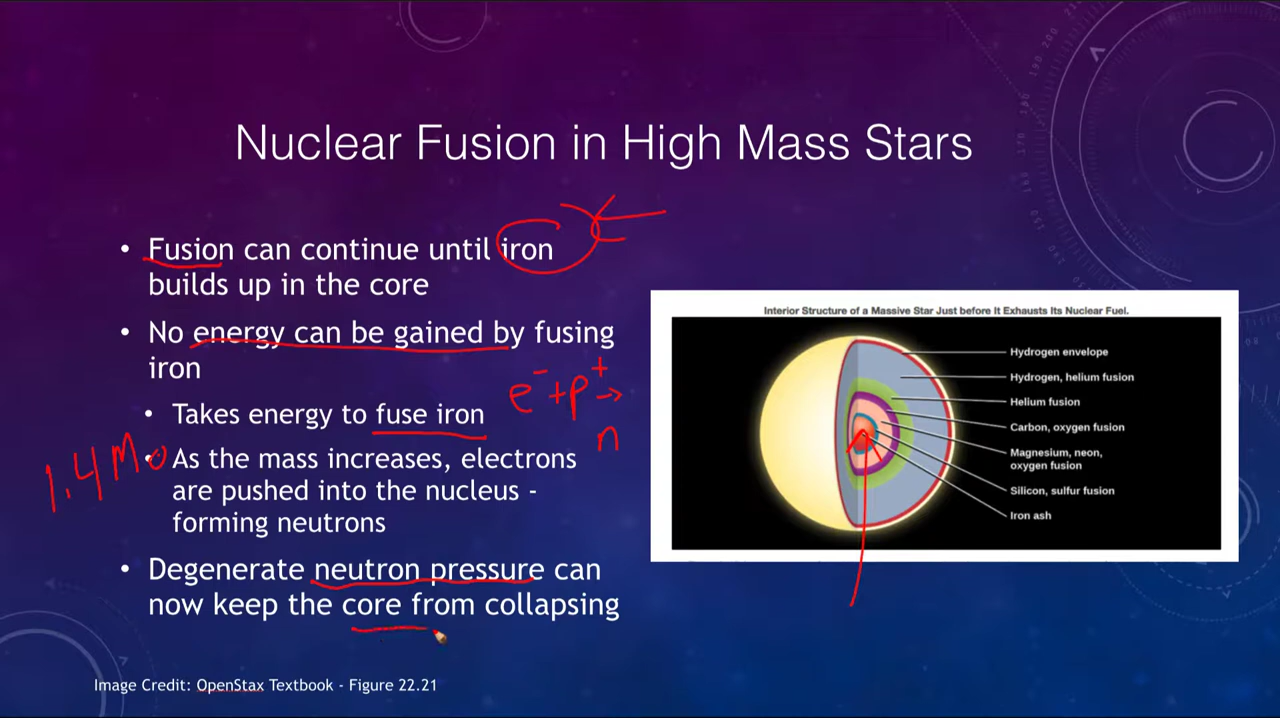 Nuclear Fusion in High Mass Stars
• Fusion can continue until iron
builds up in the core
• No energy can be gained by fusing
iron
e⁻+p⁺→
n
• Takes energy to fuse iron
1.4M⊙
• As the mass increases, electrons
are pushed into the nucleus -
forming neutrons
• Degenerate neutron pressure can
now keep the core from collapsing
Interior Structure of a Massive Star Just before It Exhausts Its Nuclear Fuel.
Hydrogen envelope
Hydrogen, helium fusion
Helium fusion
Carbon, oxygen fusion
Magnesium, neon,
oxygen fusion
Silicon, sulfur fusion
Iron ash
Image Credit: OpenStax Textbook - Figure 22.21